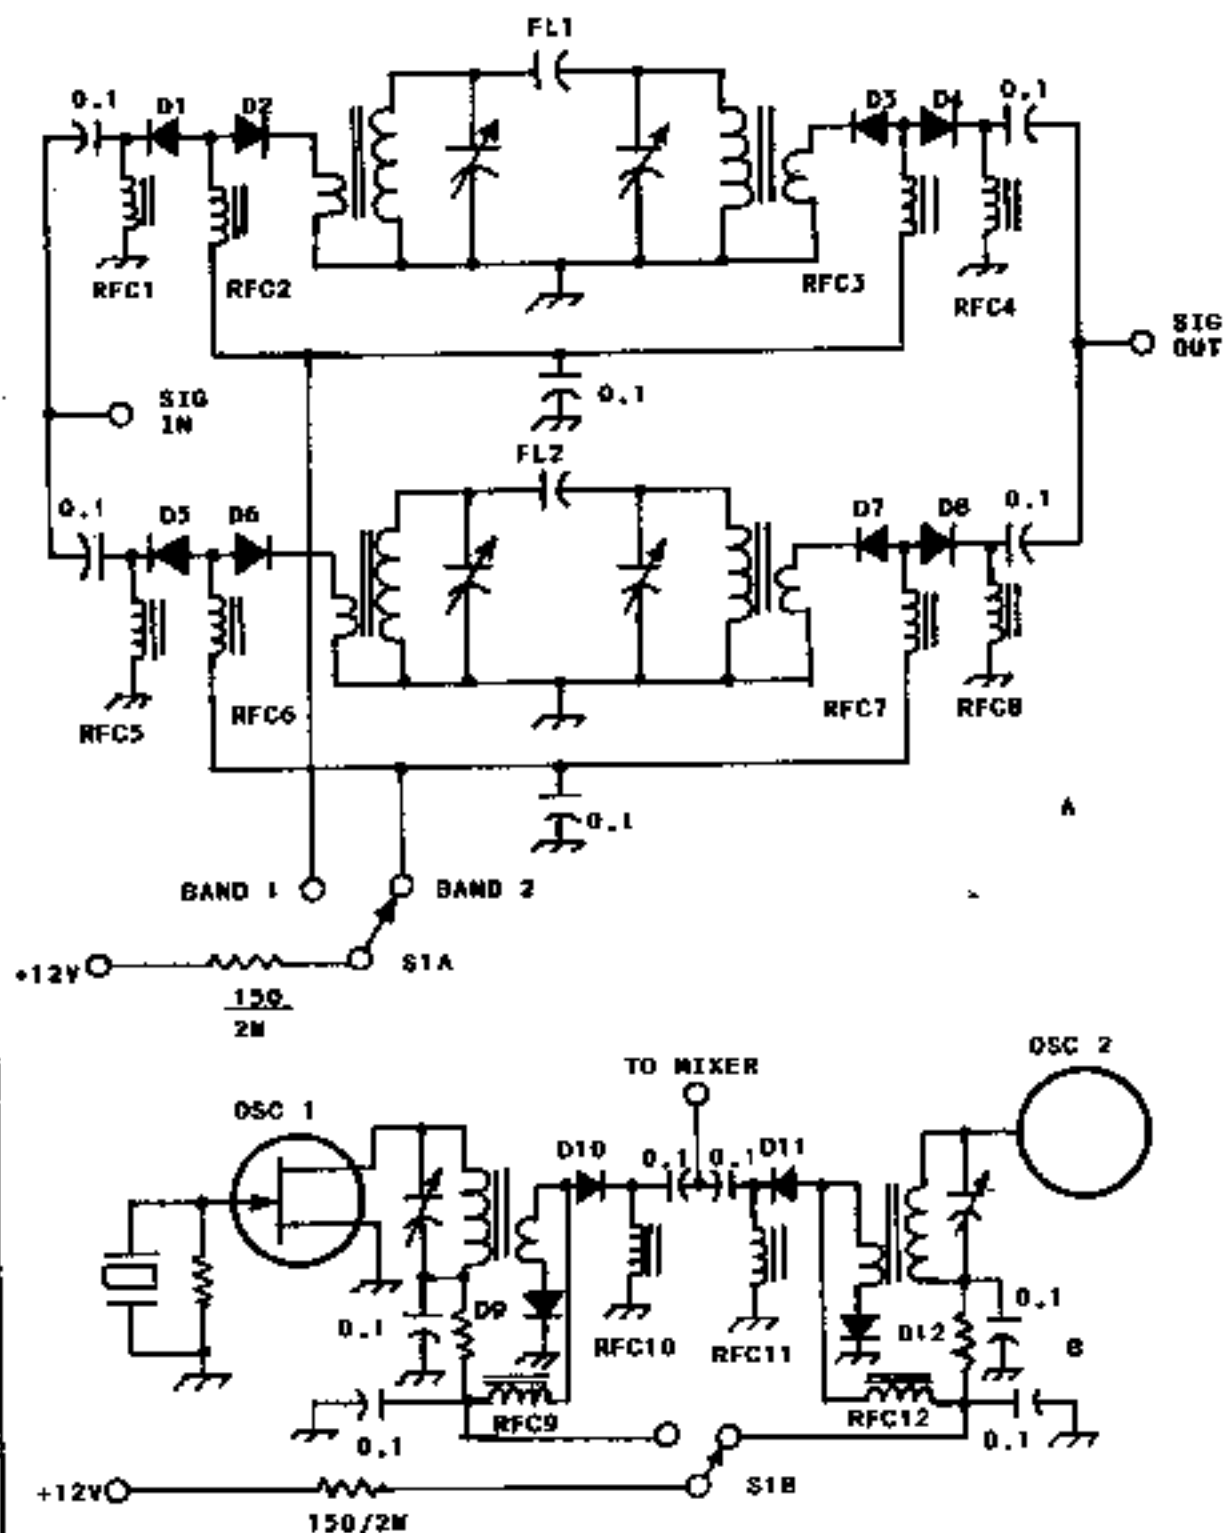 FL1
0.1 D1 D2 D3 D4 0.1
RFC1 RFC2 RFC3 RFC4
SIG
OUT
0.1
SIG
IN
FL2
0.1 D5 D6 D7 D8 0.1
RFC5 RFC6 RFC7 RFC8
0.1
A
BAND 1 BAND 2
+12V S1A
150
2W
TO MIXER OSC 2
OSC 1
D10 0.1 0.1 D11
D9 D12 0.1
0.1
RFC10 RFC11 B
RFC9 RFC12
0.1 0.1
+12V S1B
150/2W